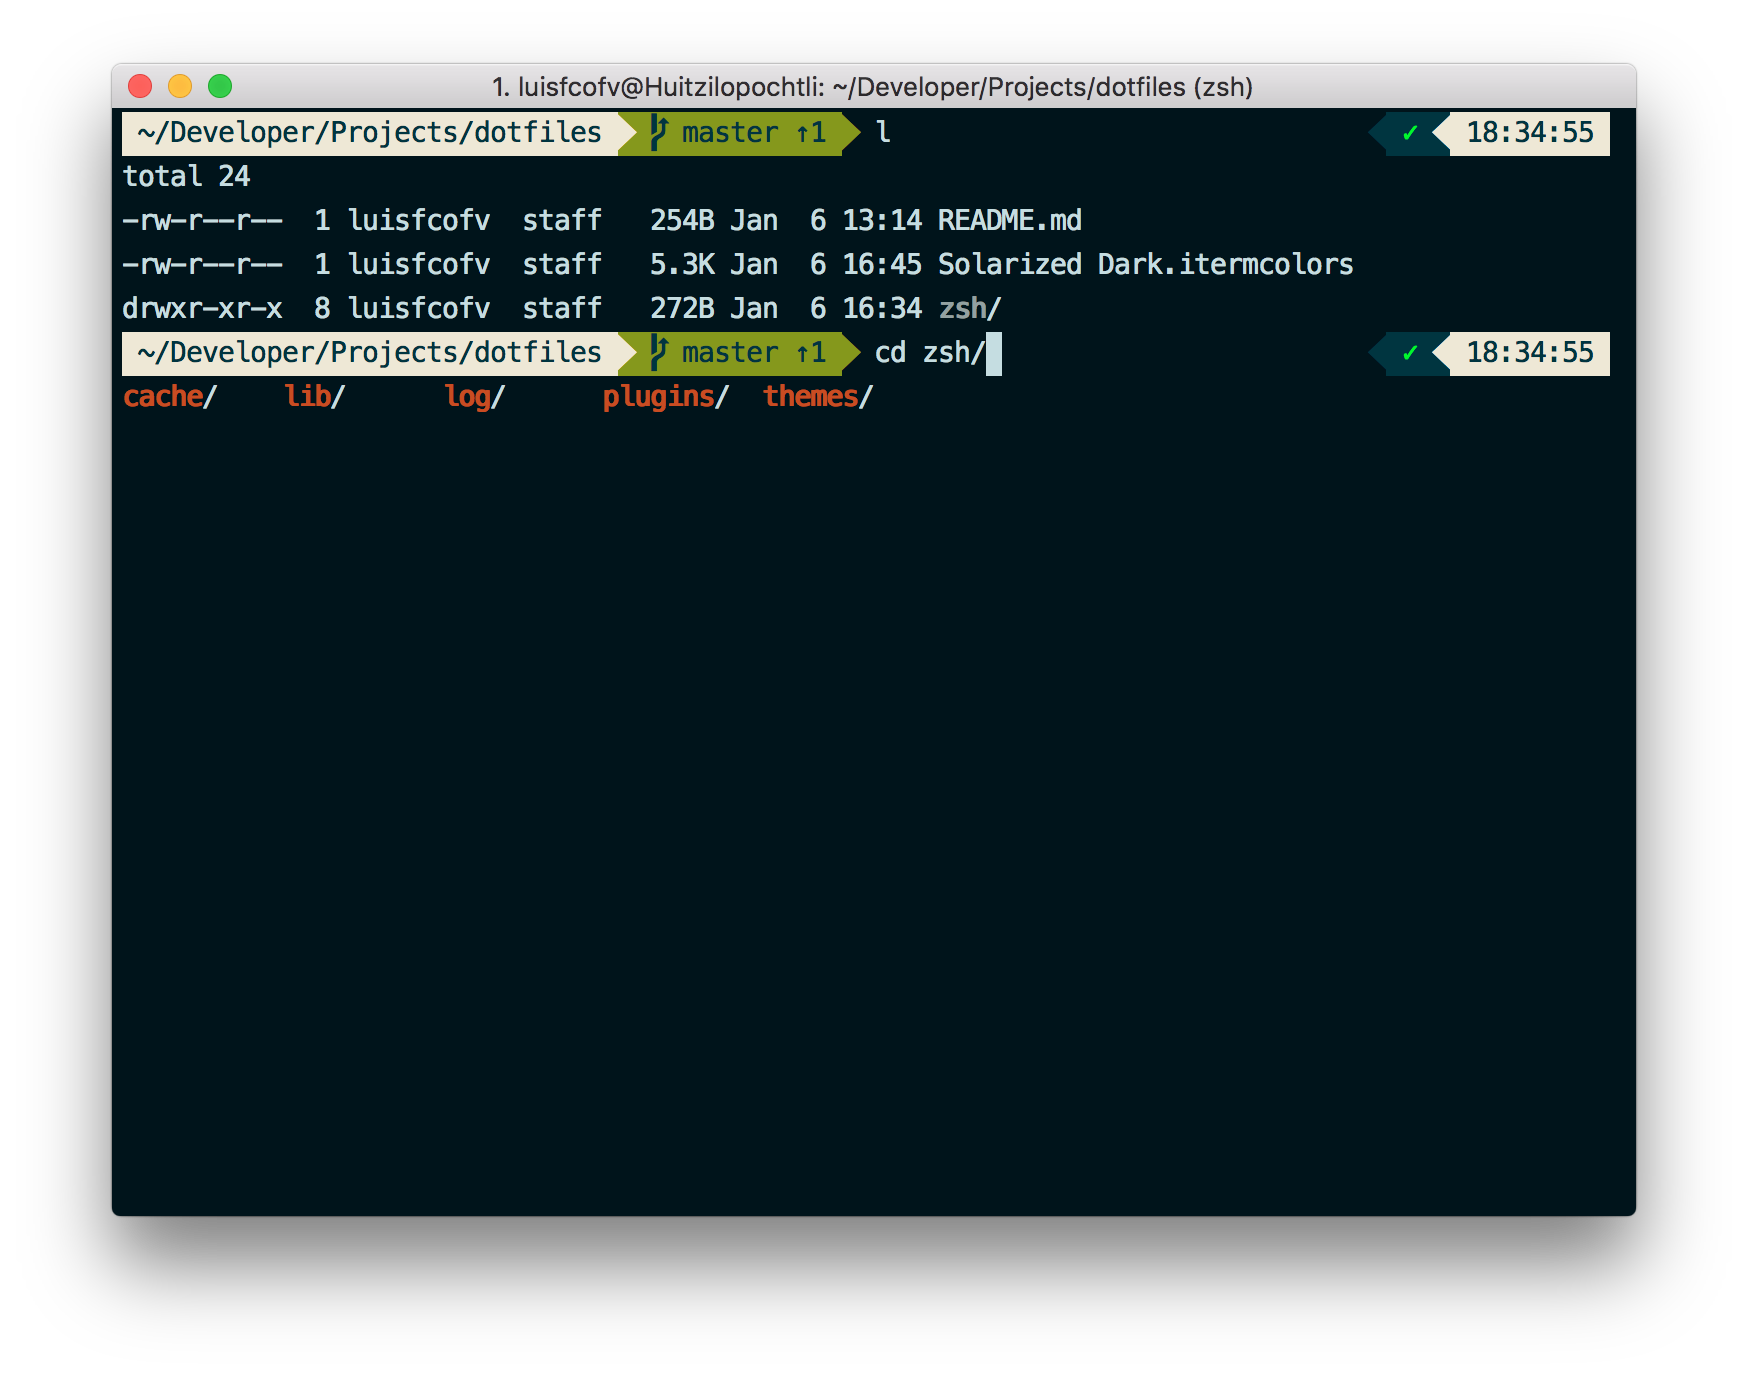 1. luisfcofv@Huitzilopochtli: ~/Developer/Projects/dotfiles (zsh)
~/Developer/Projects/dotfiles master ↑1 l ✓ 18:34:55
total 24
-rw-r--r--  1 luisfcofv  staff   254B Jan  6 13:14 README.md
-rw-r--r--  1 luisfcofv  staff   5.3K Jan  6 16:45 Solarized Dark.itermcolors
drwxr-xr-x  8 luisfcofv  staff   272B Jan  6 16:34 zsh/
~/Developer/Projects/dotfiles master ↑1 cd zsh/ ✓ 18:34:55
cache/    lib/      log/      plugins/  themes/